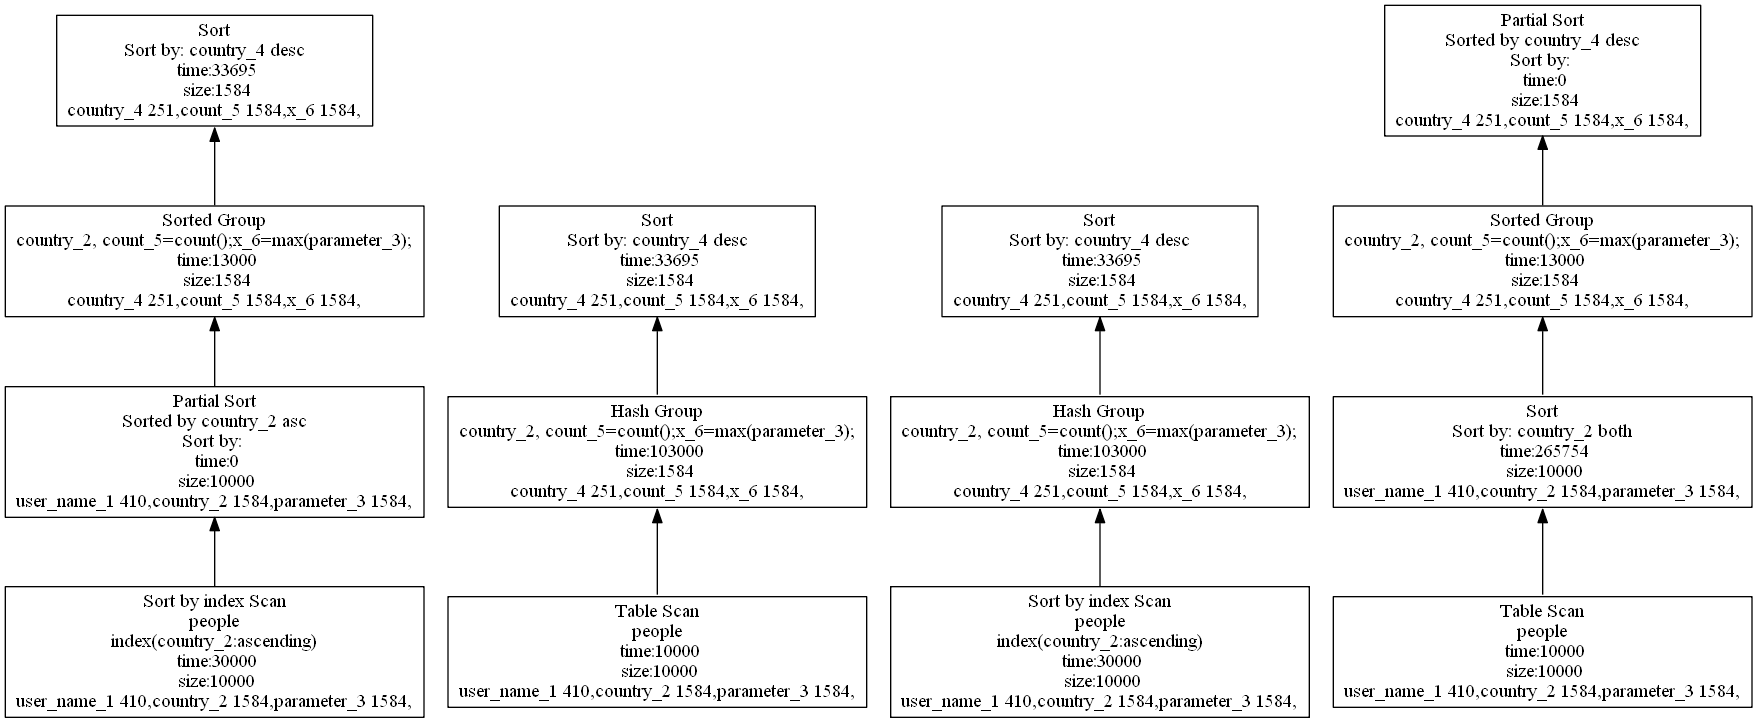 Sort
Sort by: country_4 desc
time:33695
size:1584
country_4 251,count_5 1584,x_6 1584,
Sorted Group
country_2, count_5=count();x_6=max(parameter_3);
time:13000
size:1584
country_4 251,count_5 1584,x_6 1584,
Partial Sort
Sorted by country_2 asc
Sort by:
time:0
size:10000
user_name_1 410,country_2 1584,parameter_3 1584,
Sort by index Scan
people
index(country_2:ascending)
time:30000
size:10000
user_name_1 410,country_2 1584,parameter_3 1584,
Sort
Sort by: country_4 desc
time:33695
size:1584
country_4 251,count_5 1584,x_6 1584,
Hash Group
country_2, count_5=count();x_6=max(parameter_3);
time:103000
size:1584
country_4 251,count_5 1584,x_6 1584,
Table Scan
people
time:10000
size:10000
user_name_1 410,country_2 1584,parameter_3 1584,
Sort
Sort by: country_4 desc
time:33695
size:1584
country_4 251,count_5 1584,x_6 1584,
Hash Group
country_2, count_5=count();x_6=max(parameter_3);
time:103000
size:1584
country_4 251,count_5 1584,x_6 1584,
Sort by index Scan
people
index(country_2:ascending)
time:30000
size:10000
user_name_1 410,country_2 1584,parameter_3 1584,
Partial Sort
Sorted by country_4 desc
Sort by:
time:0
size:1584
country_4 251,count_5 1584,x_6 1584,
Sorted Group
country_2, count_5=count();x_6=max(parameter_3);
time:13000
size:1584
country_4 251,count_5 1584,x_6 1584,
Sort
Sort by: country_2 both
time:265754
size:10000
user_name_1 410,country_2 1584,parameter_3 1584,
Table Scan
people
time:10000
size:10000
user_name_1 410,country_2 1584,parameter_3 1584,